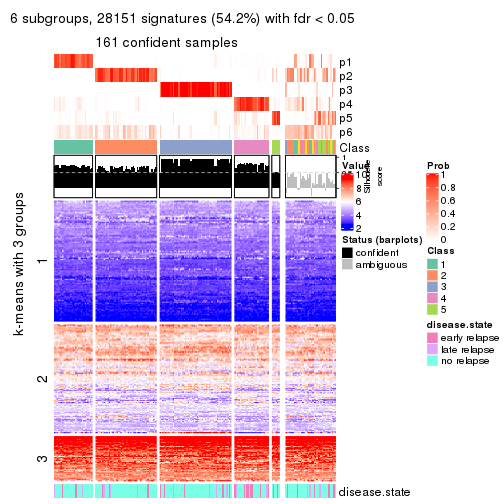 6 subgroups, 28151 signatures (54.2%) with fdr < 0.05
161 confident samples
p1
p2
p3
p4
p5
p6
Class
1
Silhouette
score
k-means with 3 groups
1
2
3
disease.state
Value
10
8
6
4
2
Status (barplots)
confident
ambiguous
Prob
1
0.8
0.6
0.4
0.2
0
Class
1
2
3
4
5
disease.state
early relapse
late relapse
no relapse